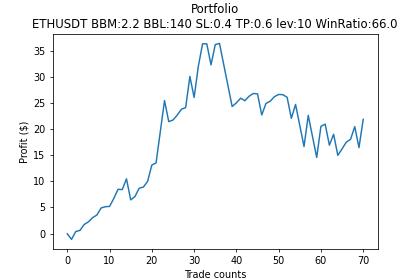 Portfolio
ETHUSDT BBM:2.2 BBL:140 SL:0.4 TP:0.6 lev:10 WinRatio:66.0
Profit ($)
35
30
25
20
15
10
5
0
0 10 20 30 40 50 60 70
Trade counts